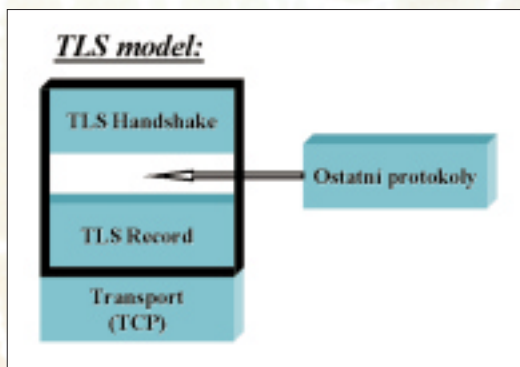 TLS model:
TLS Handshake
Ostatní protokoly
TLS Record
Transport
(TCP)